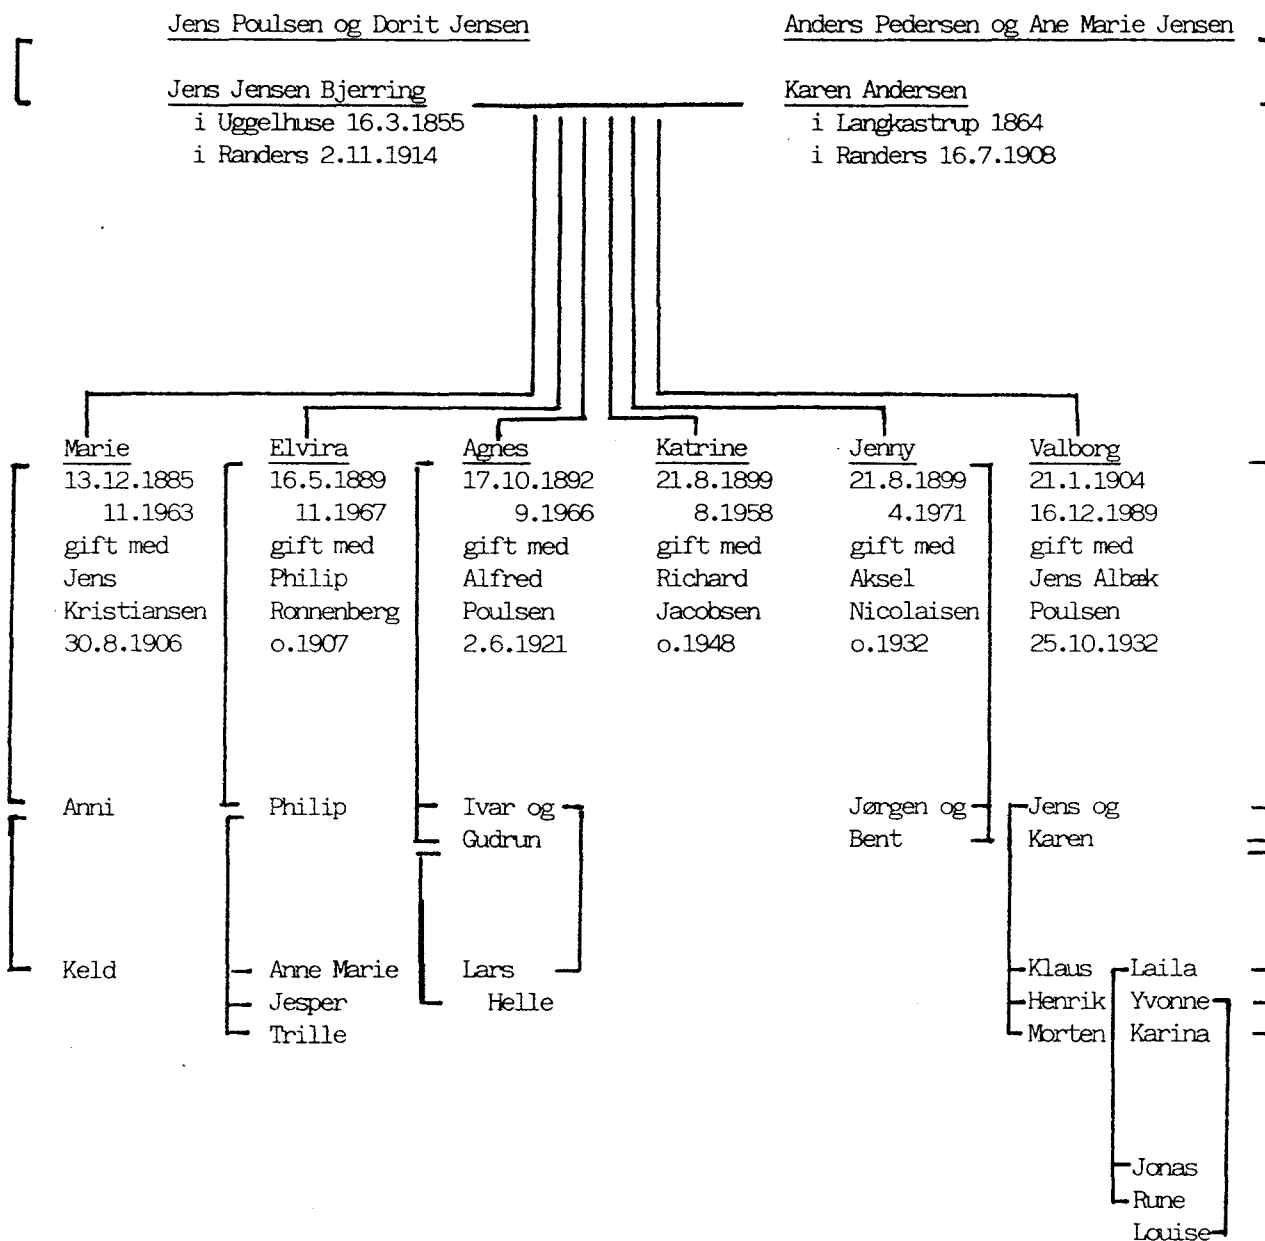 Jens Poulsen og Dorit Jensen
Anders Pedersen og Ane Marie Jensen
Jens Jensen Bjerring
i Uggelhuse 16.3.1855
i Randers 2.11.1914
Karen Andersen
i Langkastrup 1864
i Randers 16.7.1908
Marie
13.12.1885
11.1963
gift med
Jens
Kristiansen
30.8.1906
Elvira
16.5.1889
11.1967
gift med
Philip
Rønnenberg
o.1907
Agnes
17.10.1892
9.1966
gift med
Alfred
Poulsen
2.6.1921
Katrine
21.8.1899
8.1958
gift med
Richard
Jacobsen
o.1948
Jenny
21.8.1899
4.1971
gift med
Aksel
Nicolaisen
o.1932
Valborg
21.1.1904
16.12.1989
gift med
Jens Albæk
Poulsen
25.10.1932
Anni
Philip
Ivar og
Gudrun
Jørgen og
Bent
Jens og
Karen
Keld
Anne Marie
Jesper
Trille
Lars
Helle
Klaus
Henrik
Morten
Laila
Yvonne
Karina
Jonas
Rune
Louise